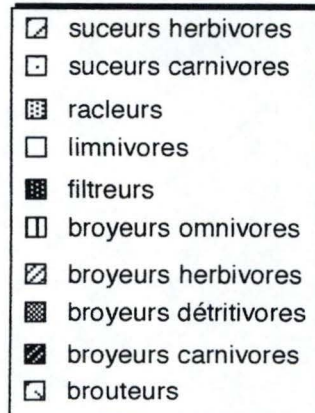 suceurs herbivores
suceurs carnivores
racleurs
limnivores
filtreurs
broyeurs omnivores
broyeurs herbivores
broyeurs détritivores
broyeurs carnivores
brouteurs